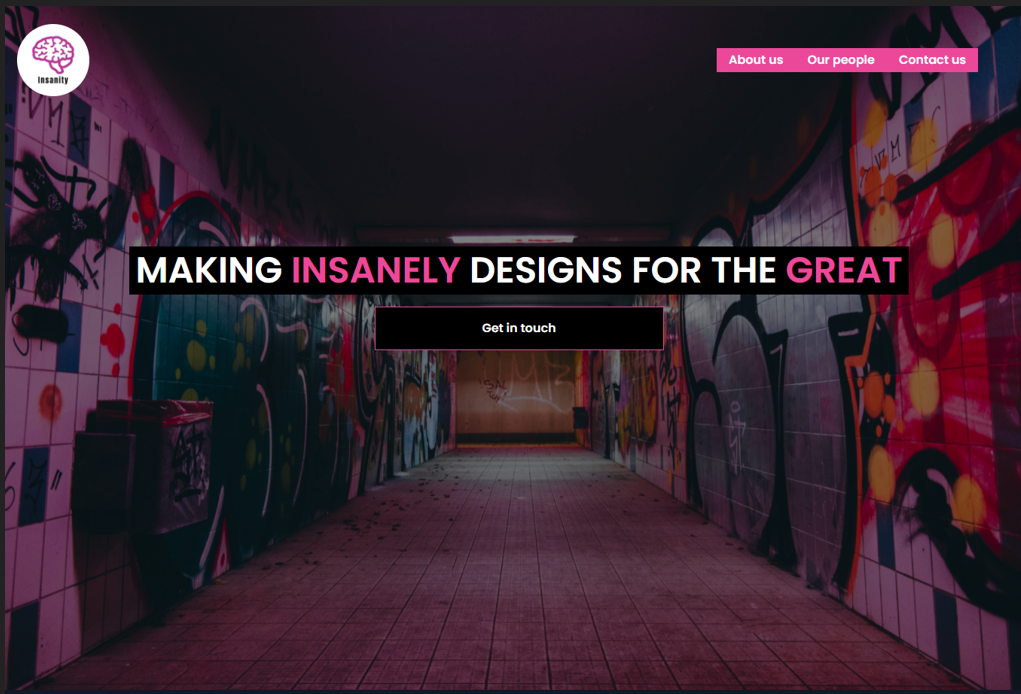 Insanity
About us Our people Contact us
MAKING INSANELY DESIGNS FOR THE GREAT
Get in touch